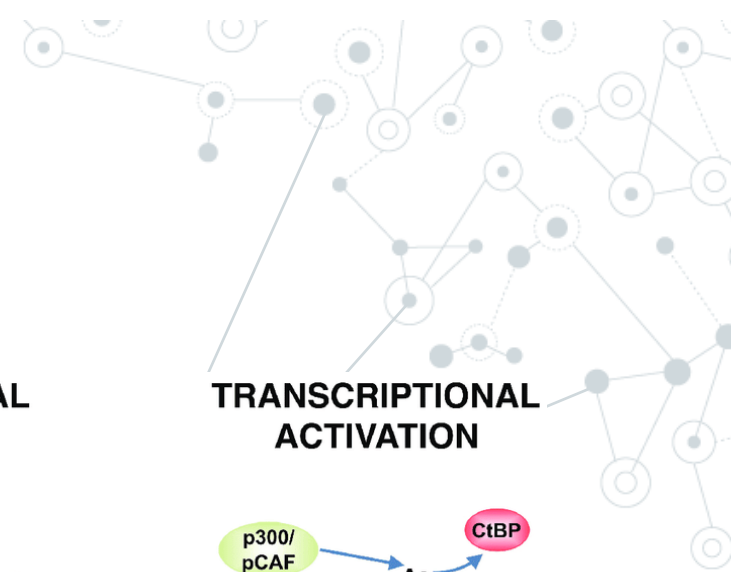 AL
TRANSCRIPTIONAL
ACTIVATION
CtBP
p300/
pCAF